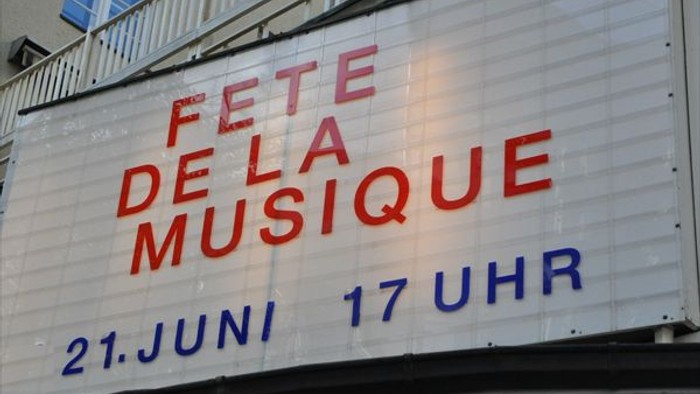 FETE
DE LA
MUSIQUE
21. JUNI 17 UHR